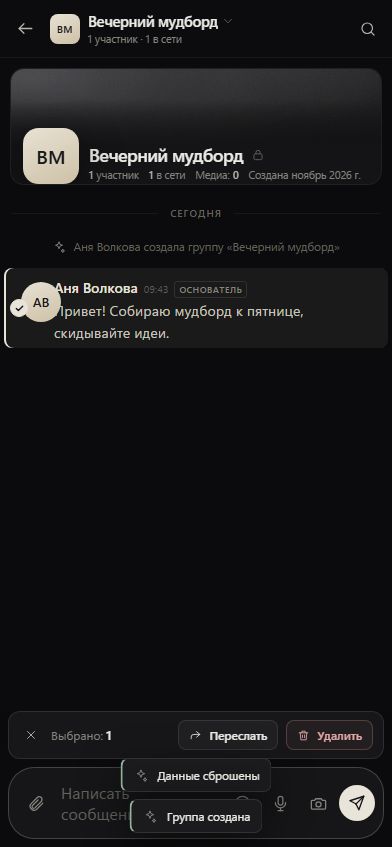 ВМ
Вечерний мудборд
1 участник · 1 в сети
ВМ
Вечерний мудборд
1 участник 1 в сети Медиа: 0 Создана ноябрь 2026 г.
СЕГОДНЯ
Аня Волкова создала группу «Вечерний мудборд»
АВ
Аня Волкова 09:43 ОСНОВАТЕЛЬ
Привет! Собираю мудборд к пятнице,
скидывайте идеи.
Выбрано: 1 Переслать Удалить
Данные сброшены
Написать
Группа создана